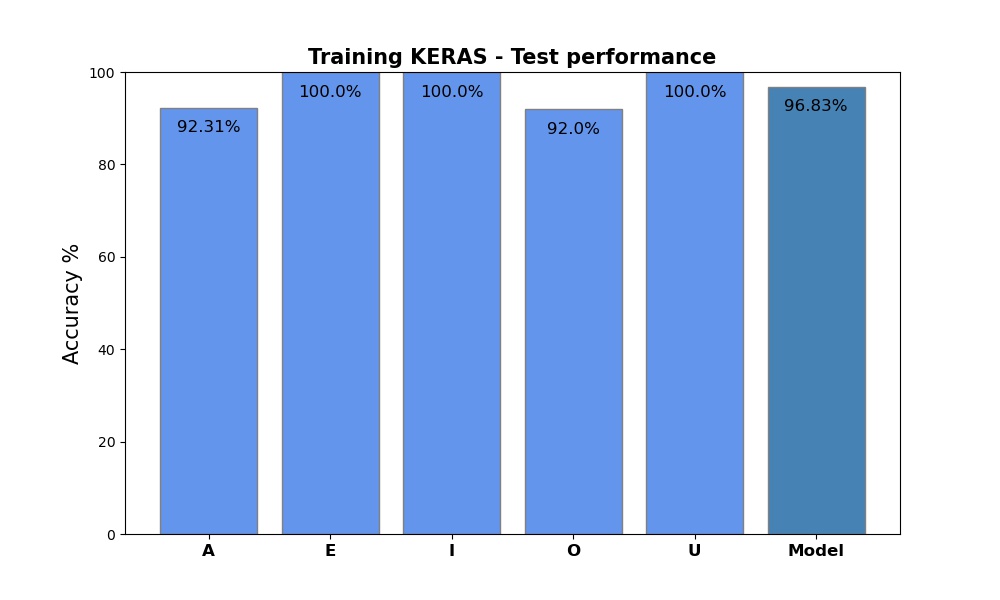 Training KERAS - Test performance
Accuracy %
100
80
60
40
20
0
92.31%
100.0%
100.0%
92.0%
100.0%
96.83%
A
E
I
O
U
Model